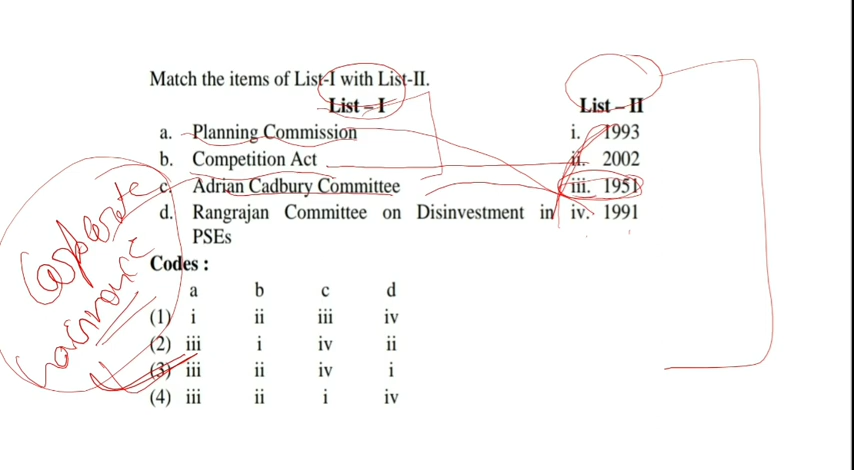 Match the items of List-I with List-II.
List – I List – II
a. Planning Commission i. 1993
b. Competition Act ii. 2002
c. Adrian Cadbury Committee iii. 1951
d. Rangrajan Committee on Disinvestment in iv. 1991
PSEs
Codes :
a b c d
(1) i ii iii iv
(2) iii i iv ii
(3) iii ii iv i
(4) iii ii i iv